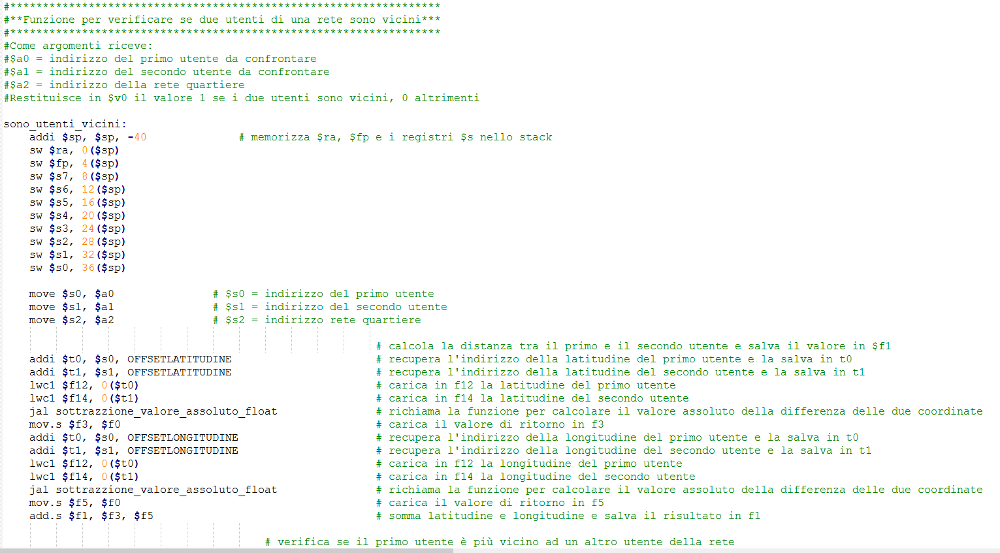 #******************************************************************
#**Funzione per verificare se due utenti di una rete sono vicini***
#******************************************************************
#Come argomenti riceve:
#$a0 = indirizzo del primo utente da confrontare
#$a1 = indirizzo del secondo utente da confrontare
#$a2 = indirizzo della rete quartiere
#Restituisce in $v0 il valore 1 se i due utenti sono vicini, 0 altrimenti
sono_utenti_vicini:
addi $sp, $sp, -40 # memorizza $ra, $fp e i registri $s nello stack
sw $ra, 0($sp)
sw $fp, 4($sp)
sw $s7, 8($sp)
sw $s6, 12($sp)
sw $s5, 16($sp)
sw $s4, 20($sp)
sw $s3, 24($sp)
sw $s2, 28($sp)
sw $s1, 32($sp)
sw $s0, 36($sp)
move $s0, $a0 # $s0 = indirizzo del primo utente
move $s1, $a1 # $s1 = indirizzo del secondo utente
move $s2, $a2 # $s2 = indirizzo rete quartiere
# calcola la distanza tra il primo e il secondo utente e salva il valore in $f1
addi $t0, $s0, OFFSETLATITUDINE # recupera l'indirizzo della latitudine del primo utente e la salva in t0
addi $t1, $s1, OFFSETLATITUDINE # recupera l'indirizzo della latitudine del secondo utente e la salva in t1
lwc1 $f12, 0($t0) # carica in f12 la latitudine del primo utente
lwc1 $f14, 0($t1) # carica in f14 la latitudine del secondo utente
jal sottrazzione_valore_assoluto_float # richiama la funzione per calcolare il valore assoluto della differenza delle due coordinate
mov.s $f3, $f0 # carica il valore di ritorno in f3
addi $t0, $s0, OFFSETLONGITUDINE # recupera l'indirizzo della longitudine del primo utente e la salva in t0
addi $t1, $s1, OFFSETLONGITUDINE # recupera l'indirizzo della longitudine del secondo utente e la salva in t1
lwc1 $f12, 0($t0) # carica in f12 la longitudine del primo utente
lwc1 $f14, 0($t1) # carica in f14 la longitudine del secondo utente
jal sottrazzione_valore_assoluto_float # richiama la funzione per calcolare il valore assoluto della differenza delle due coordinate
mov.s $f5, $f0 # carica il valore di ritorno in f5
add.s $f1, $f3, $f5 # somma latitudine e longitudine e salva il risultato in f1
# verifica se il primo utente è più vicino ad un altro utente della rete